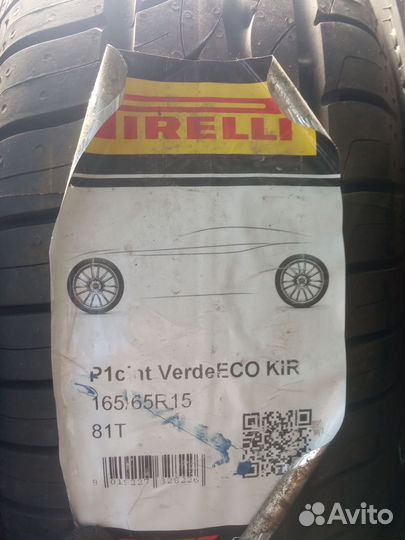 PIRELLI
P1cint VerdeECO KiR
165/65R15
81T
Avito